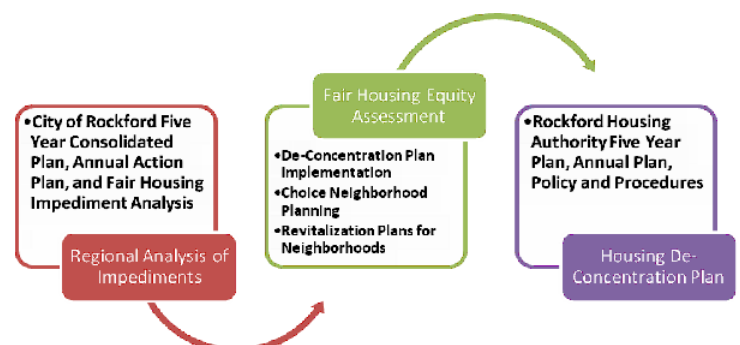 •City of Rockford Five
Year Consolidated
Plan, Annual Action
Plan, and Fair Housing
Impediment Analysis
Regional Analysis of
Impediments
Fair Housing Equity
Assessment
•De-Concentration Plan
Implementation
•Choice Neighborhood
Planning
•Revitalization Plans for
Neighborhoods
•Rockford Housing
Authority Five Year
Plan, Annual Plan,
Policy and Procedures
Housing De-
Concentration Plan